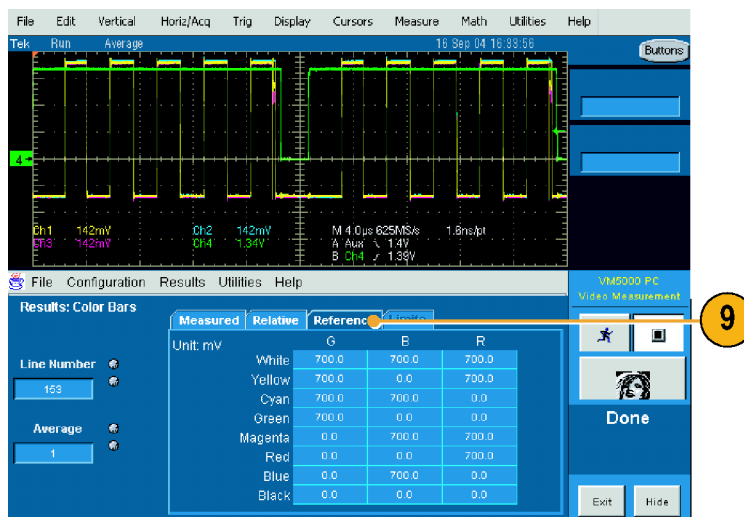 File Edit Vertical Horiz/Acq Trig Display Cursors Measure Math Utilities Help
Tek Run Average 16 Sep 04 16:33:56
Buttons
4
Ch1 142mV Ch2 142mV M 4.0µs 625MS/s 1.6ns/pt
Ch3 142mV Ch4 1.34V A Aux 1.4V
B Ch4 1.39V
File Configuration Results Utilities Help
VM5000 PC
Video Measurement
Results: Color Bars
Measured Relative Reference Limits
9
Unit: mV G B R
White 700.0 700.0 700.0
Line Number
Yellow 700.0 0.0 700.0
153
Cyan 700.0 700.0 0.0
Green 700.0 0.0 0.0
Done
Average
Magenta 0.0 700.0 700.0
1
Red 0.0 0.0 700.0
Blue 0.0 700.0 0.0
Black 0.0 0.0 0.0
Exit Hide